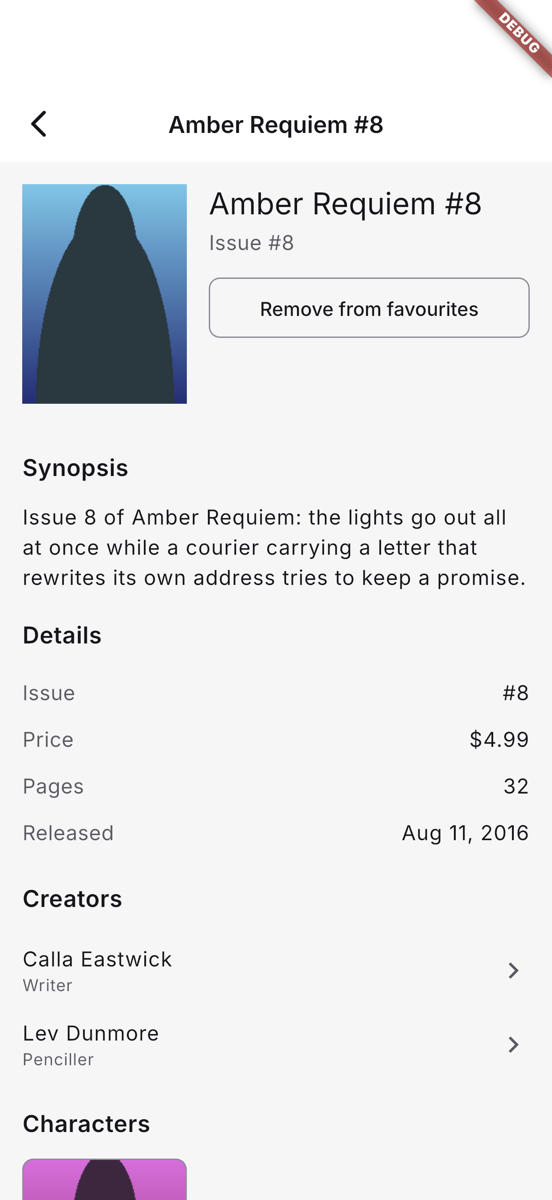 DEBUG
Amber Requiem #8
Amber Requiem #8
Issue #8
Remove from favourites
Synopsis
Issue 8 of Amber Requiem: the lights go out all
at once while a courier carrying a letter that
rewrites its own address tries to keep a promise.
Details
Issue #8
Price $4.99
Pages 32
Released Aug 11, 2016
Creators
Calla Eastwick
Writer
Lev Dunmore
Penciller
Characters